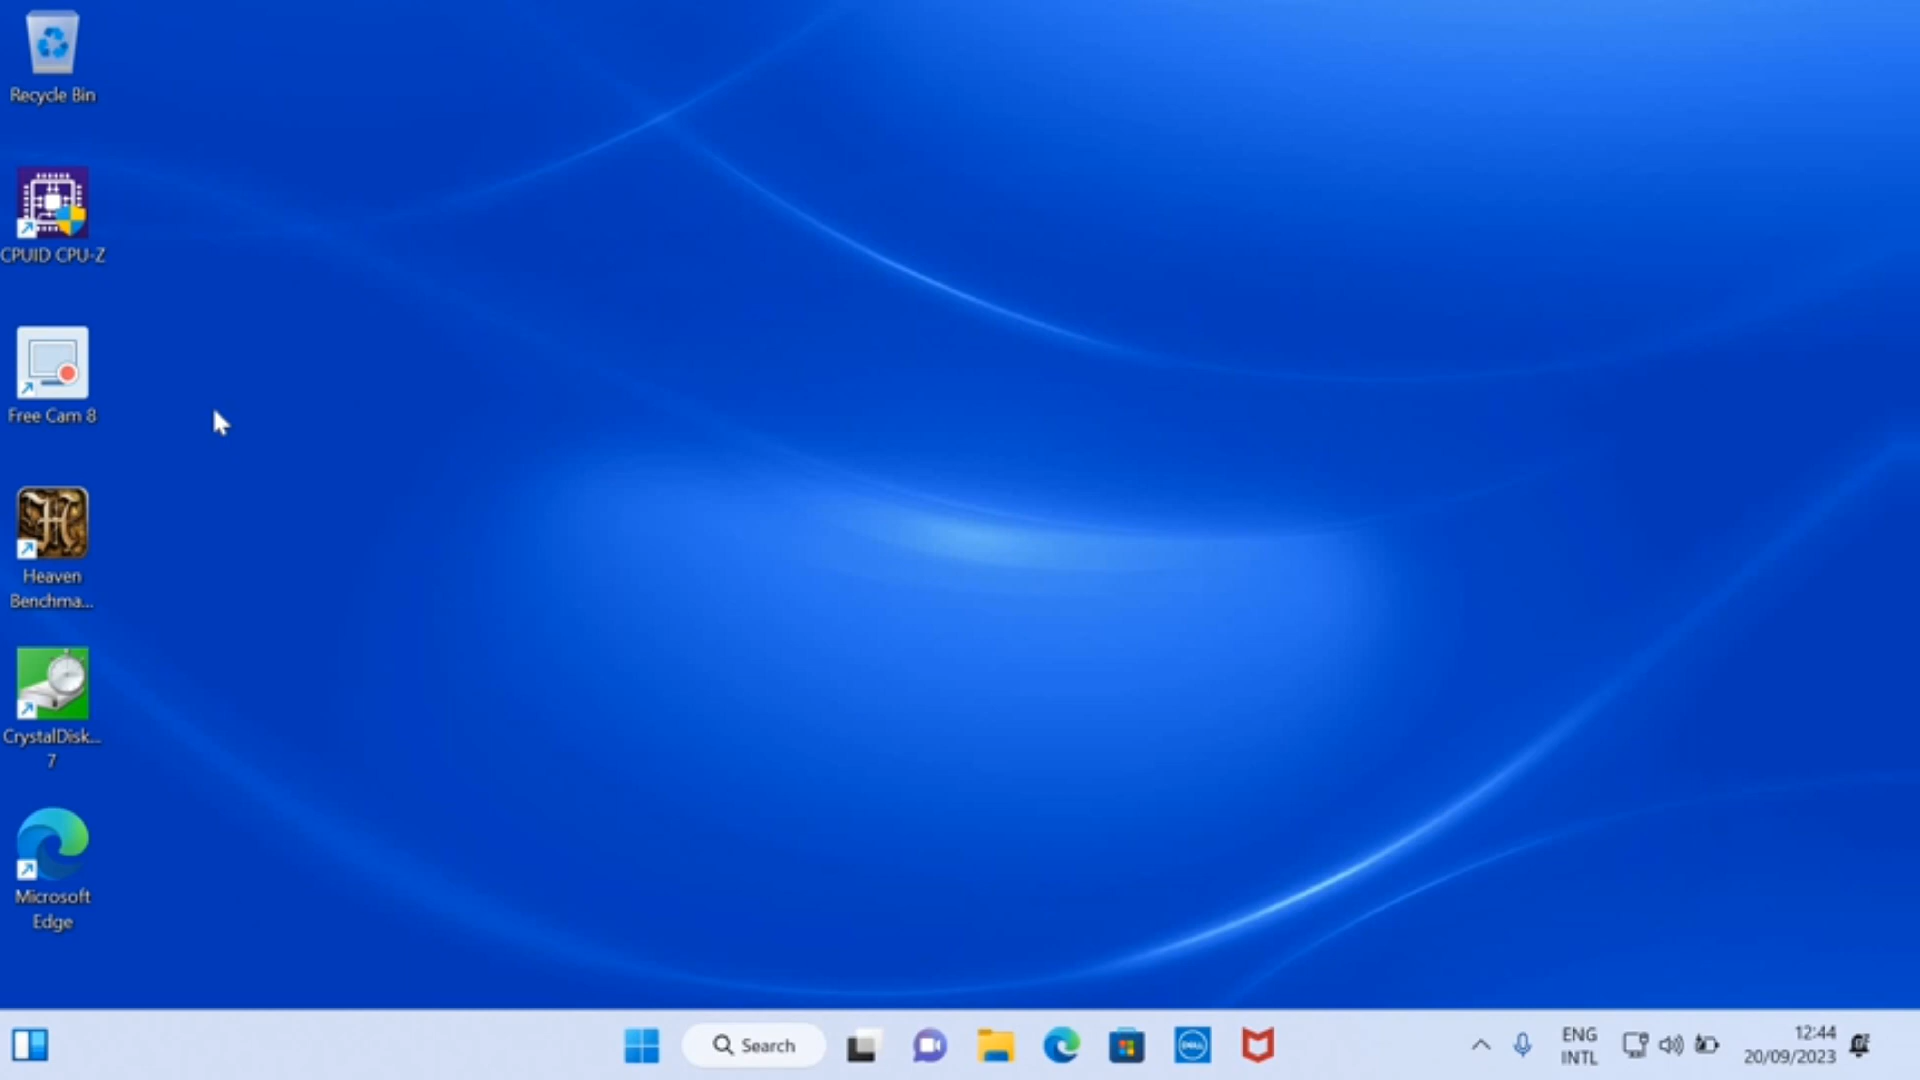 Recycle Bin
CPUID CPU-Z
Free Cam 8
Heaven
Benchma...
CrystalDisk...
7
Microsoft
Edge
Search
DELL
ENG
INTL
12:44
20/09/2023